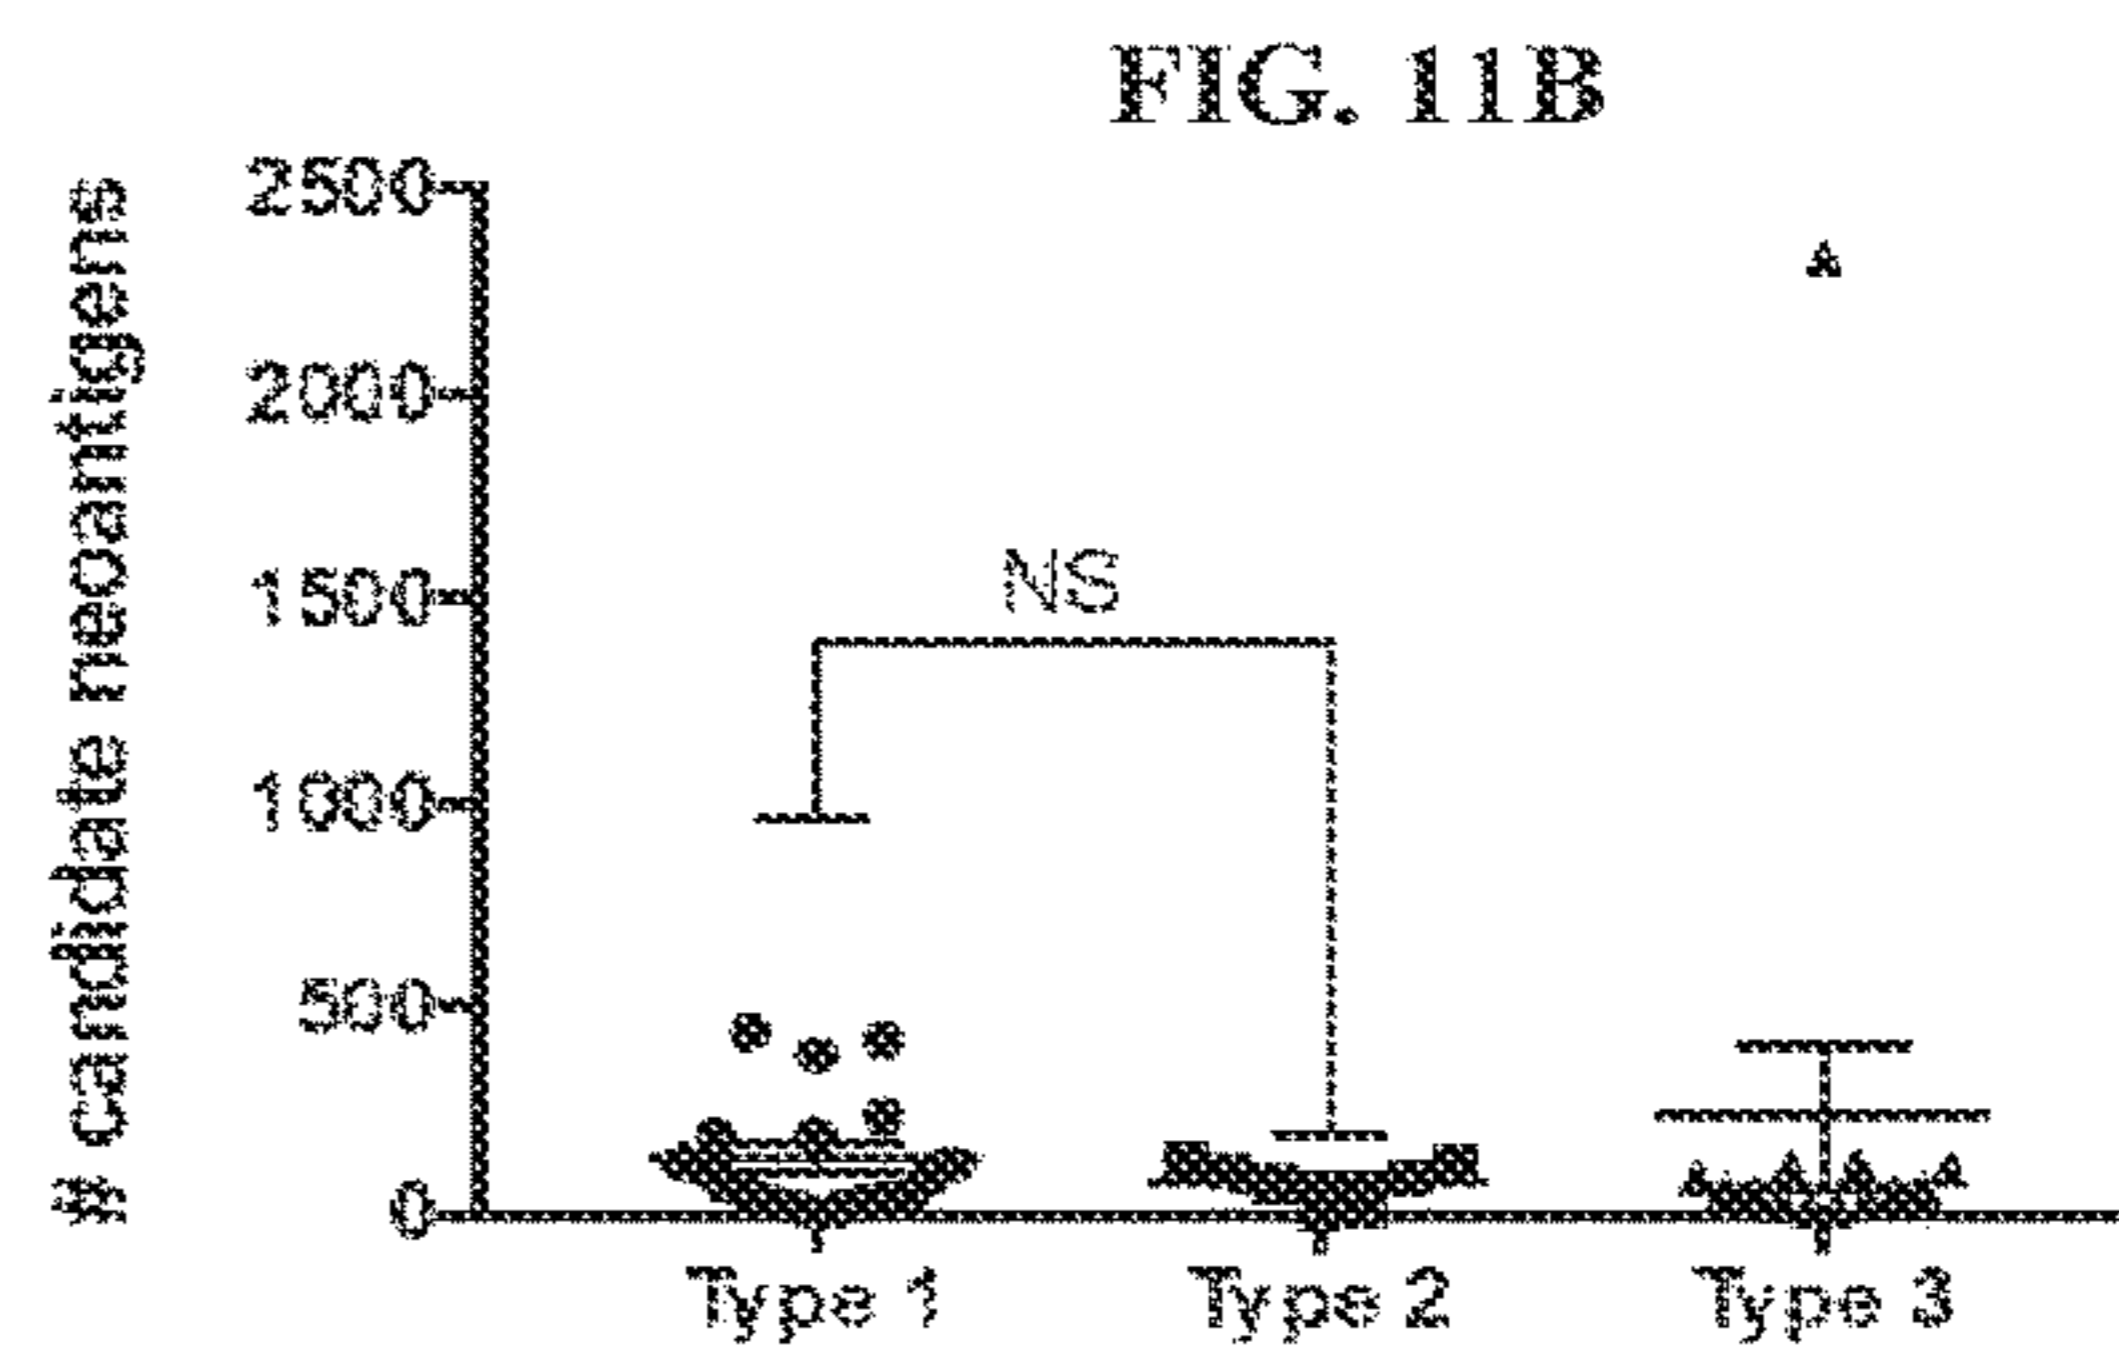 FIG. 11B
# candidate neoantigens
2500
2000
1500
1000
500
0
NS
Type 1
Type 2
Type 3